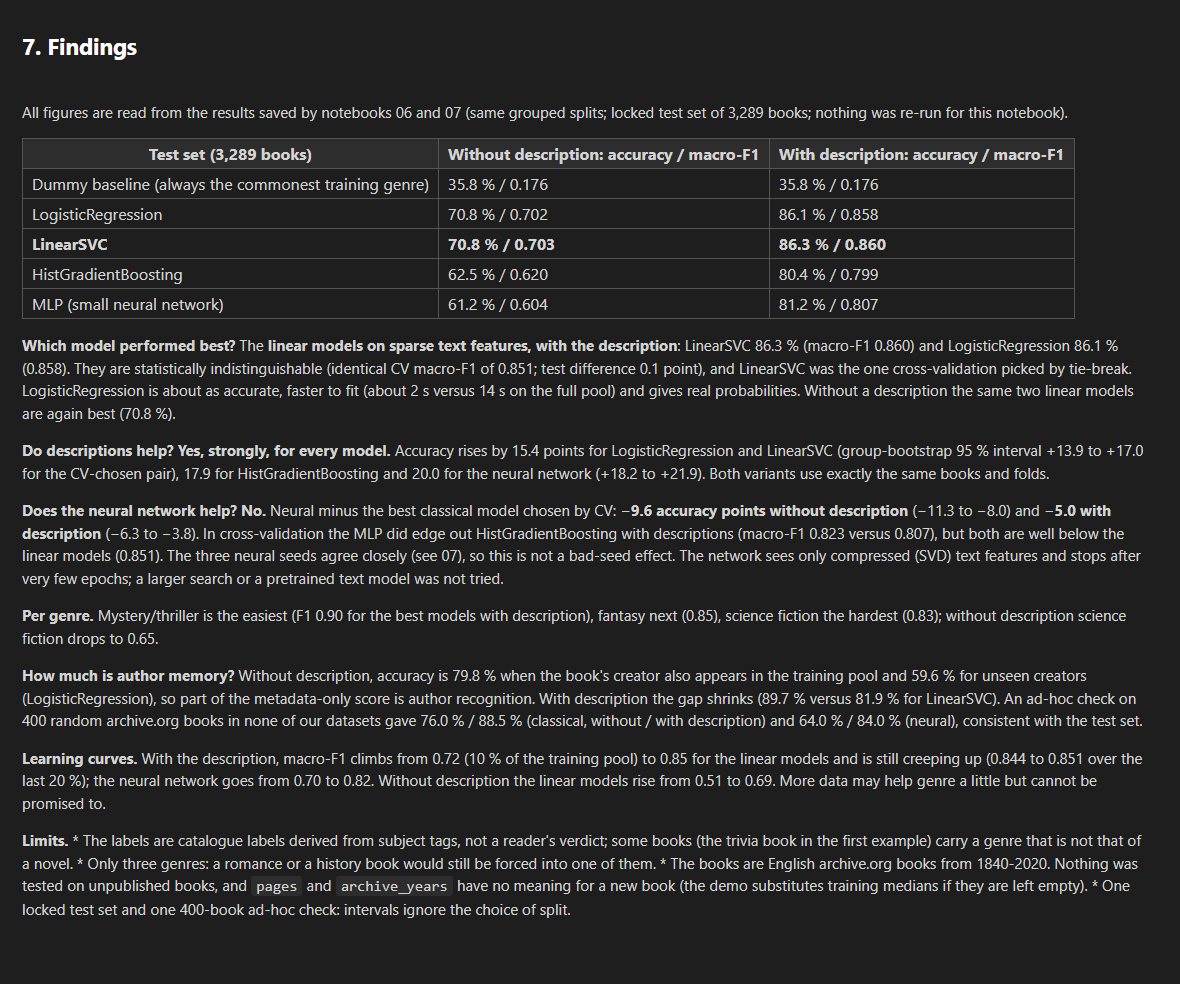 7. Findings
All figures are read from the results saved by notebooks 06 and 07 (same grouped splits; locked test set of 3,289 books; nothing was re-run for this notebook).
Test set (3,289 books) Without description: accuracy / macro-F1 With description: accuracy / macro-F1
Dummy baseline (always the commonest training genre) 35.8 % / 0.176 35.8 % / 0.176
LogisticRegression 70.8 % / 0.702 86.1 % / 0.858
LinearSVC 70.8 % / 0.703 86.3 % / 0.860
HistGradientBoosting 62.5 % / 0.620 80.4 % / 0.799
MLP (small neural network) 61.2 % / 0.604 81.2 % / 0.807
Which model performed best? The linear models on sparse text features, with the description: LinearSVC 86.3 % (macro-F1 0.860) and LogisticRegression 86.1 %
(0.858). They are statistically indistinguishable (identical CV macro-F1 of 0.851; test difference 0.1 point), and LinearSVC was the one cross-validation picked by tie-break.
LogisticRegression is about as accurate, faster to fit (about 2 s versus 14 s on the full pool) and gives real probabilities. Without a description the same two linear models
are again best (70.8 %).
Do descriptions help? Yes, strongly, for every model. Accuracy rises by 15.4 points for LogisticRegression and LinearSVC (group-bootstrap 95 % interval +13.9 to +17.0
for the CV-chosen pair), 17.9 for HistGradientBoosting and 20.0 for the neural network (+18.2 to +21.9). Both variants use exactly the same books and folds.
Does the neural network help? No. Neural minus the best classical model chosen by CV: −9.6 accuracy points without description (−11.3 to −8.0) and −5.0 with
description (−6.3 to −3.8). In cross-validation the MLP did edge out HistGradientBoosting with descriptions (macro-F1 0.823 versus 0.807), but both are well below the
linear models (0.851). The three neural seeds agree closely (see 07), so this is not a bad-seed effect. The network sees only compressed (SVD) text features and stops after
very few epochs; a larger search or a pretrained text model was not tried.
Per genre. Mystery/thriller is the easiest (F1 0.90 for the best models with description), fantasy next (0.85), science fiction the hardest (0.83); without description science
fiction drops to 0.65.
How much is author memory? Without description, accuracy is 79.8 % when the book's creator also appears in the training pool and 59.6 % for unseen creators
(LogisticRegression), so part of the metadata-only score is author recognition. With description the gap shrinks (89.7 % versus 81.9 % for LinearSVC). An ad-hoc check on
400 random archive.org books in none of our datasets gave 76.0 % / 88.5 % (classical, without / with description) and 64.0 % / 84.0 % (neural), consistent with the test set.
Learning curves. With the description, macro-F1 climbs from 0.72 (10 % of the training pool) to 0.85 for the linear models and is still creeping up (0.844 to 0.851 over the
last 20 %); the neural network goes from 0.70 to 0.82. Without description the linear models rise from 0.51 to 0.69. More data may help genre a little but cannot be
promised to.
Limits. * The labels are catalogue labels derived from subject tags, not a reader's verdict; some books (the trivia book in the first example) carry a genre that is not that of
a novel. * Only three genres: a romance or a history book would still be forced into one of them. * The books are English archive.org books from 1840-2020. Nothing was
tested on unpublished books, and pages and archive_years have no meaning for a new book (the demo substitutes training medians if they are left empty). * One
locked test set and one 400-book ad-hoc check: intervals ignore the choice of split.